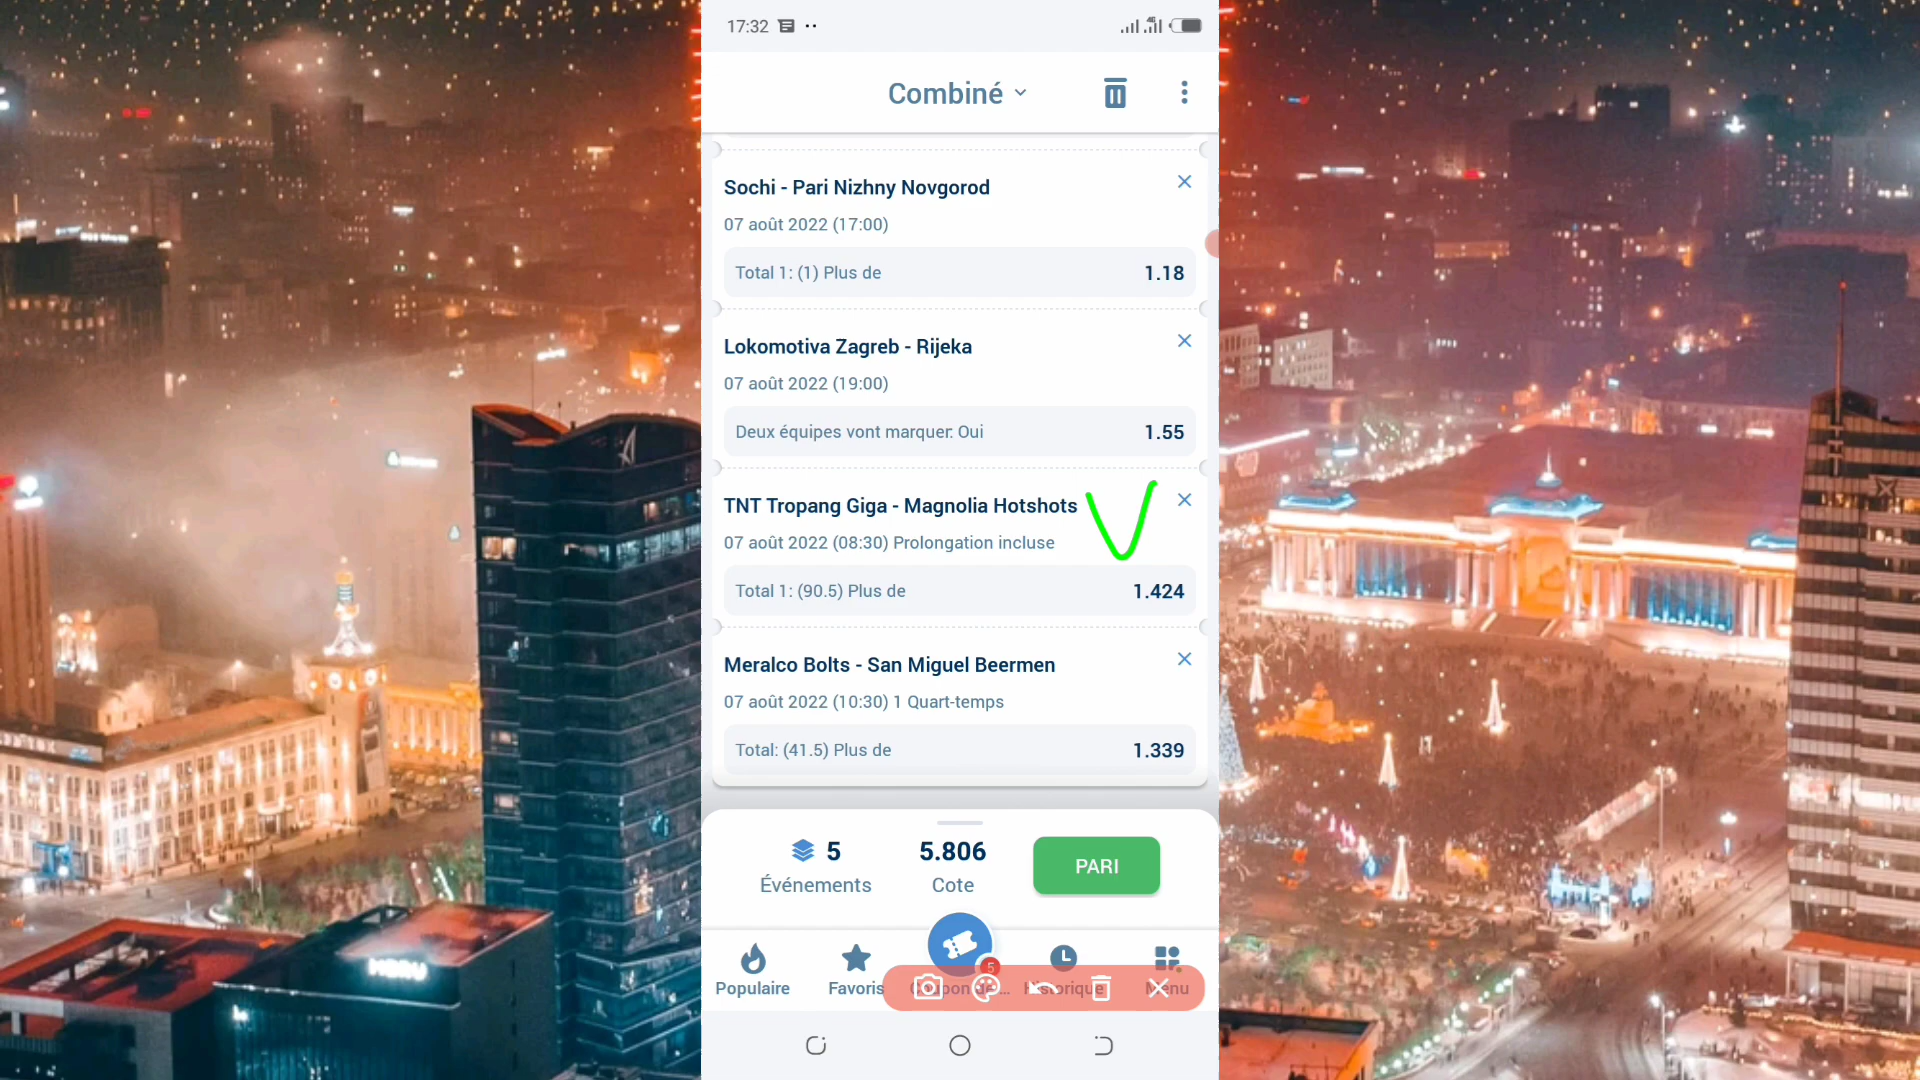 17:32
Combiné
Sochi - Pari Nizhny Novgorod
07 août 2022 (17:00)
Total 1: (1) Plus de 1.18
Lokomotiva Zagreb - Rijeka
07 août 2022 (19:00)
Deux équipes vont marquer: Oui 1.55
TNT Tropang Giga - Magnolia Hotshots
07 août 2022 (08:30) Prolongation incluse
Total 1: (90.5) Plus de 1.424
Meralco Bolts - San Miguel Beermen
07 août 2022 (10:30) 1 Quart-temps
Total: (41.5) Plus de 1.339
5 5.806 PARI
Événements Cote
5
Populaire Favoris Coupon de... Historique Menu